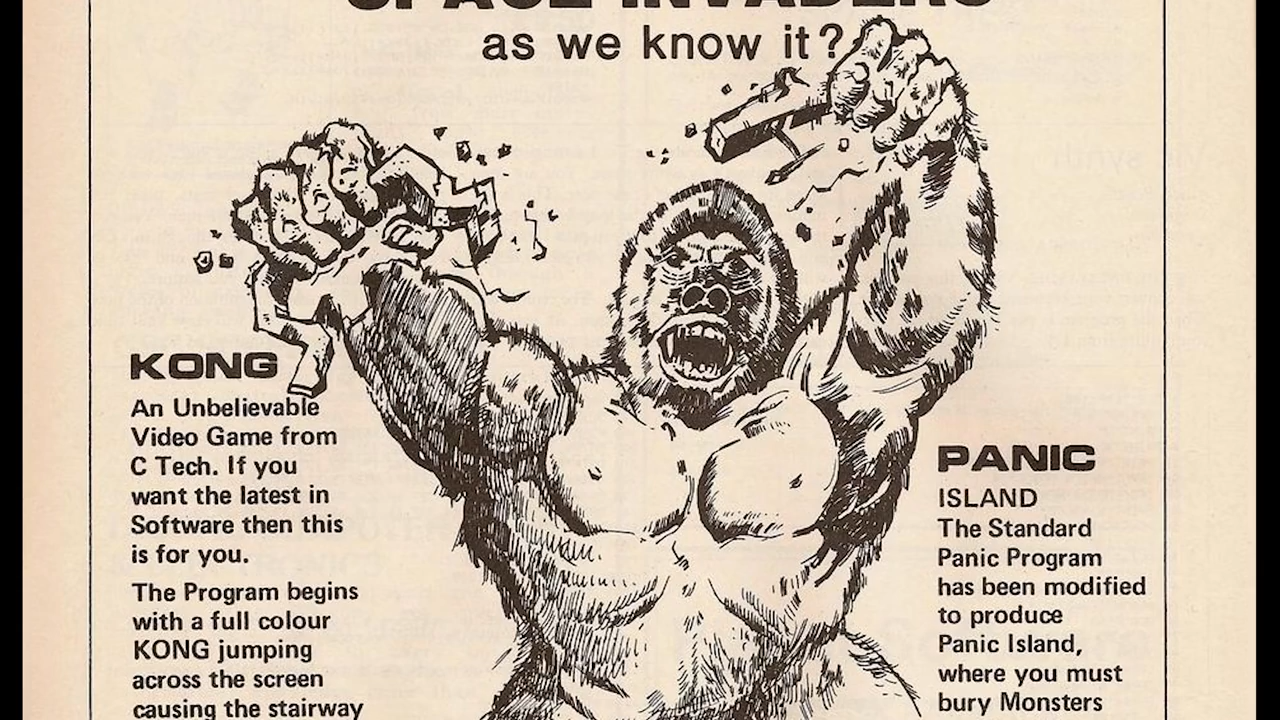 SPACE INVADERS
as we know it?
KONG
An Unbelievable
Video Game from
C Tech. If you
want the latest in
Software then this
is for you.
The Program begins
with a full colour
KONG jumping
across the screen
causing the stairway
PANIC
ISLAND
The Standard
Panic Program
has been modified
to produce
Panic Island,
where you must
bury Monsters